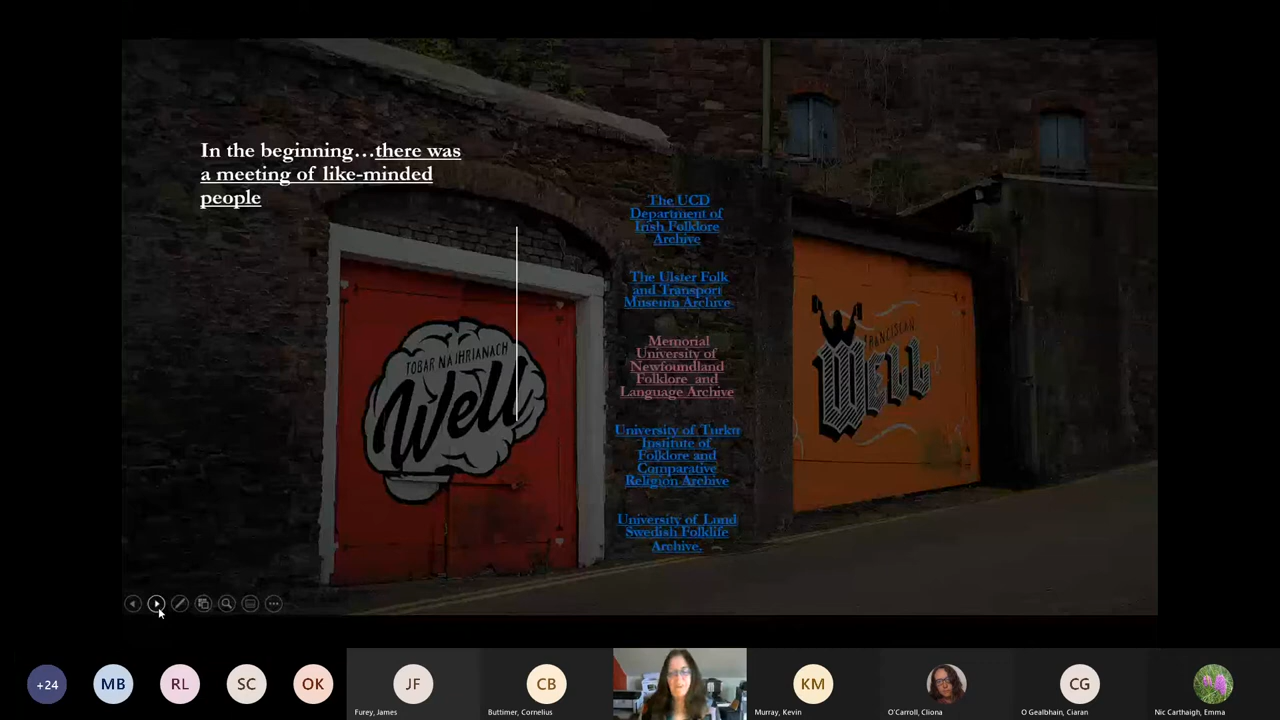 In the beginning...there was
a meeting of like-minded
people
The UCD
Department of
Irish Folklore
Archive
The Ulster Folk
and Transport
Museum Archive
Memorial
University of
Newfoundland
Folklore and
Language Archive
University of Turku
Institute of
Folklore and
Comparative
Religion Archive
University of Lund
Swedish Folklife
Archive.
TOBAR NA
Well
FRANCISCAN
WELL
+24
MB
RL
SC
OK
JF
Furey, James
CB
Buttimer, Cornelius
KM
Murray, Kevin
O'Carroll, Cliona
CG
O Gealbhain, Ciaran
Nic Carthaigh, Emma